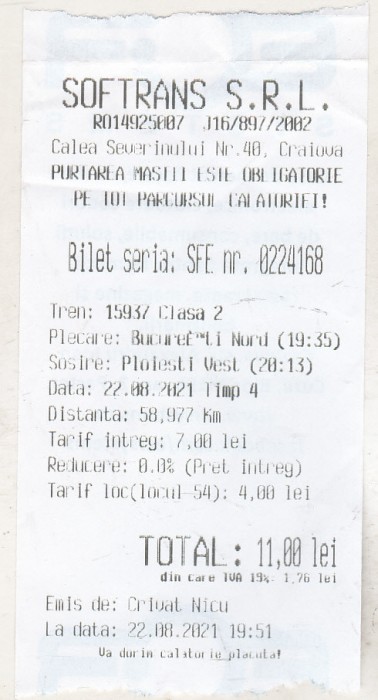 SOFTRANS S.R.L.
RO14925007 J16/897/2002
Calea Severinului Nr.40, Craiova
PURTAREA MASTII ESTE OBLIGATORIE
PE TOT PARCURSUL CALATORIEI!
Bilet seria: SFE nr. 0224168
Tren: 15937 Clasa 2
Plecare: BucureÈ™ti Nord (19:35)
Sosire: Ploiesti Vest (20:13)
Data: 22.08.2021 Timp 4
Distanta: 58,977 Km
Tarif intreg: 7,00 lei
Reducere: 0.0% (Pret intreg)
Tarif loc(locul-54): 4,00 lei
TOTAL: 11,00 lei
din care TVA 19%: 1,76 lei
Emis de: Crivat Nicu
La data: 22.08.2021 19:51
Va dorim calatorie placuta!